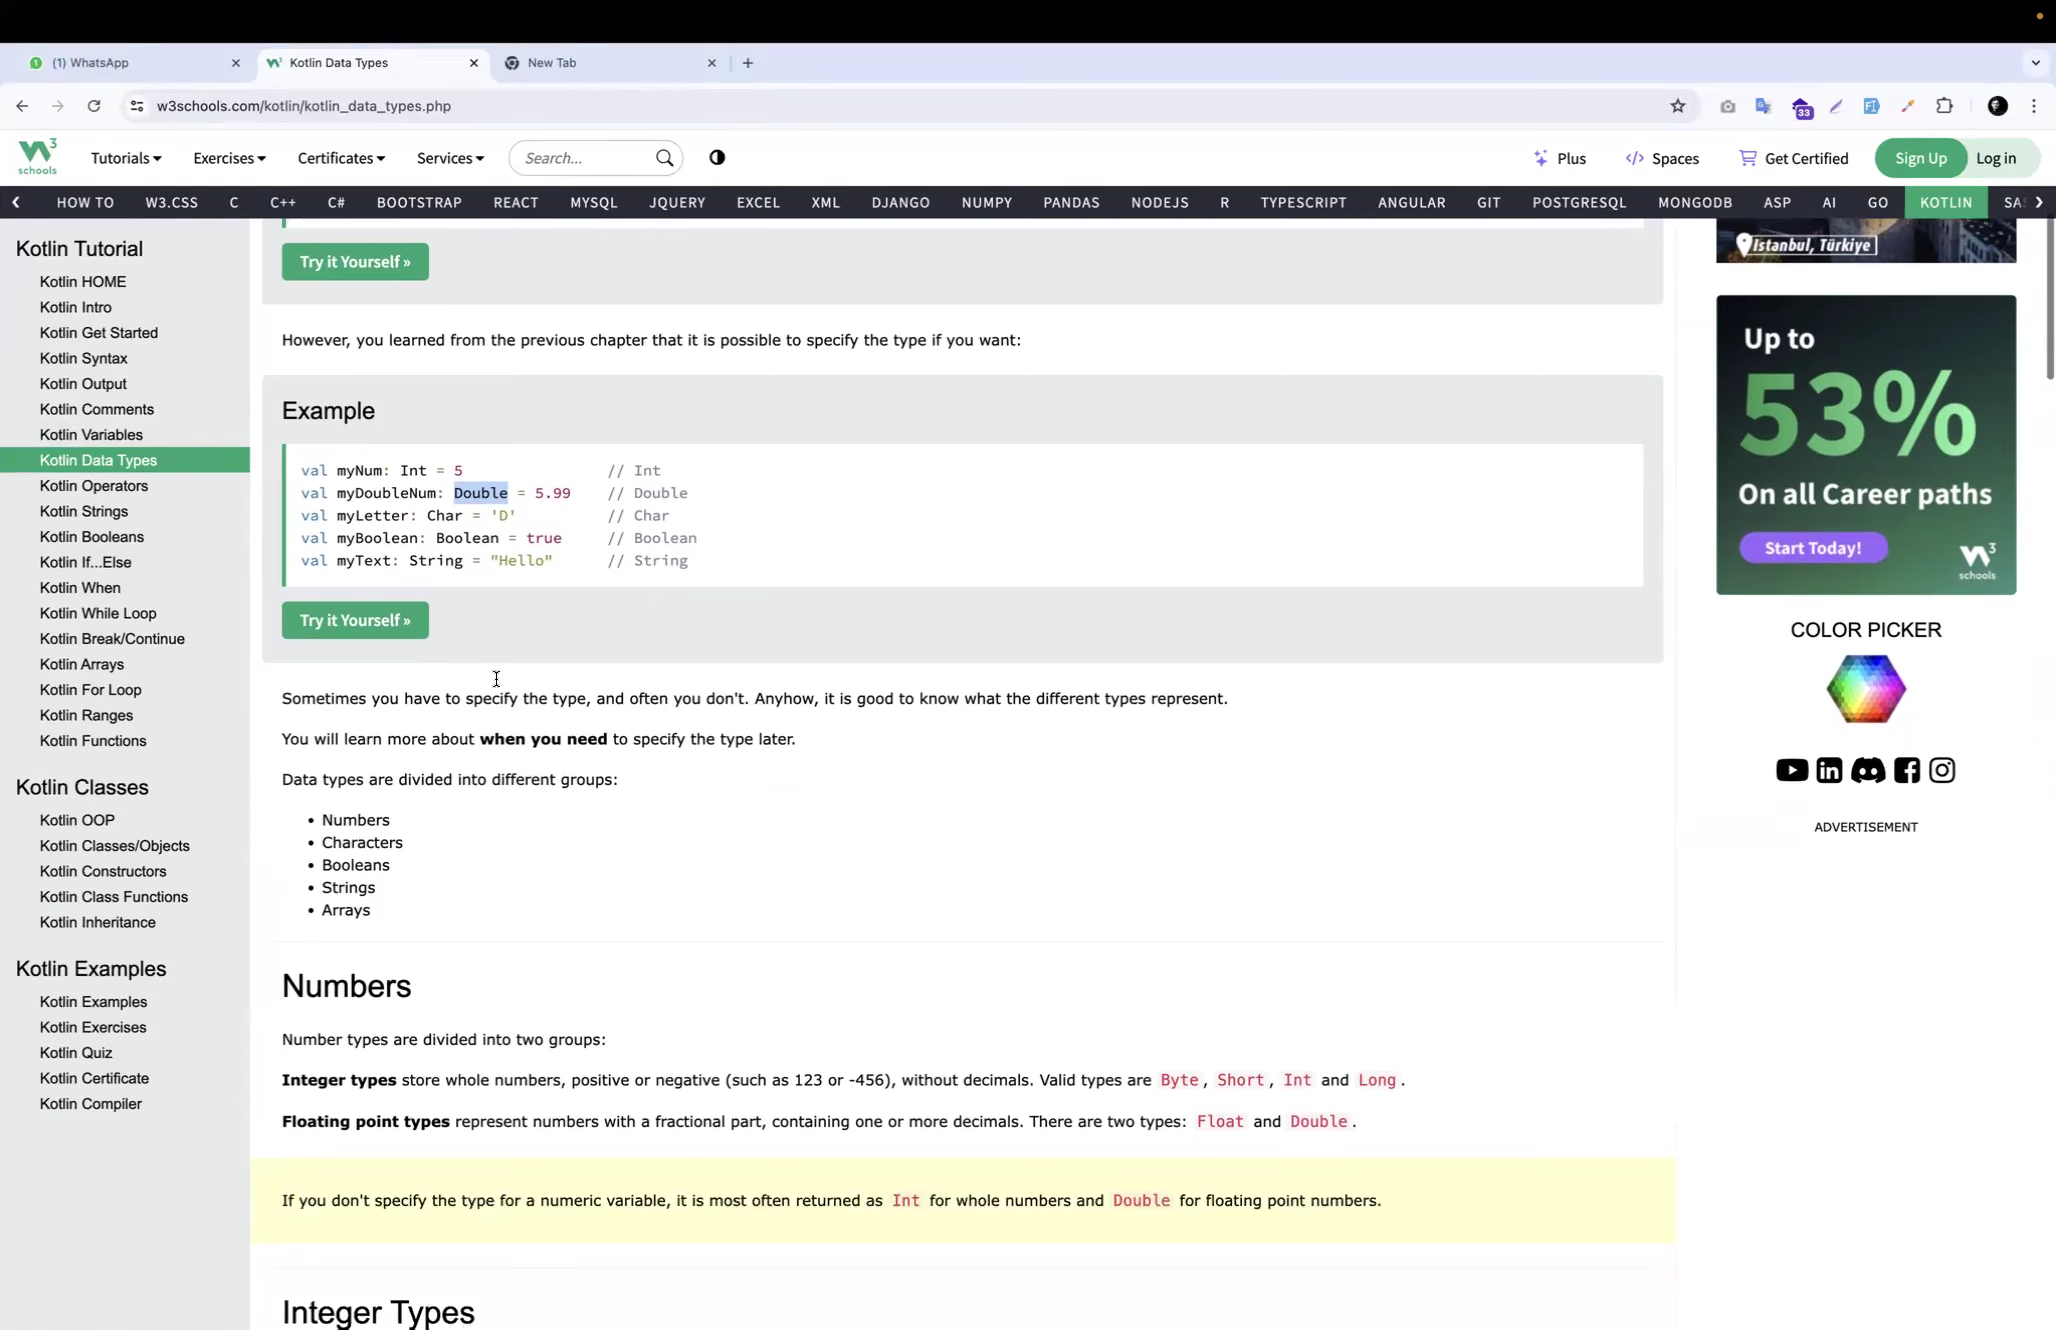 (1) WhatsApp
Kotlin Data Types
New Tab
w3schools.com/kotlin/kotlin_data_types.php
33
W3 schools
Tutorials
Exercises
Certificates
Services
Search...
Plus
Spaces
Get Certified
Sign Up
Log in
HOW TO W3.CSS C C++ C# BOOTSTRAP REACT MYSQL JQUERY EXCEL XML DJANGO NUMPY PANDAS NODEJS R TYPESCRIPT ANGULAR GIT POSTGRESQL MONGODB ASP AI GO KOTLIN SA
Kotlin Tutorial
Kotlin HOME
Kotlin Intro
Kotlin Get Started
Kotlin Syntax
Kotlin Output
Kotlin Comments
Kotlin Variables
Kotlin Data Types
Kotlin Operators
Kotlin Strings
Kotlin Booleans
Kotlin If...Else
Kotlin When
Kotlin While Loop
Kotlin Break/Continue
Kotlin Arrays
Kotlin For Loop
Kotlin Ranges
Kotlin Functions
Kotlin Classes
Kotlin OOP
Kotlin Classes/Objects
Kotlin Constructors
Kotlin Class Functions
Kotlin Inheritance
Kotlin Examples
Kotlin Examples
Kotlin Exercises
Kotlin Quiz
Kotlin Certificate
Kotlin Compiler
Try it Yourself »
However, you learned from the previous chapter that it is possible to specify the type if you want:
Example
val myNum: Int = 5 // Int
val myDoubleNum: Double = 5.99 // Double
val myLetter: Char = 'D' // Char
val myBoolean: Boolean = true // Boolean
val myText: String = "Hello" // String
Try it Yourself »
Sometimes you have to specify the type, and often you don't. Anyhow, it is good to know what the different types represent.
You will learn more about when you need to specify the type later.
Data types are divided into different groups:
• Numbers
• Characters
• Booleans
• Strings
• Arrays
Numbers
Number types are divided into two groups:
Integer types store whole numbers, positive or negative (such as 123 or -456), without decimals. Valid types are Byte, Short, Int and Long.
Floating point types represent numbers with a fractional part, containing one or more decimals. There are two types: Float and Double.
If you don't specify the type for a numeric variable, it is most often returned as Int for whole numbers and Double for floating point numbers.
Integer Types
Istanbul, Türkiye
Up to
53%
On all Career paths
Start Today!
W3 schools
COLOR PICKER
ADVERTISEMENT